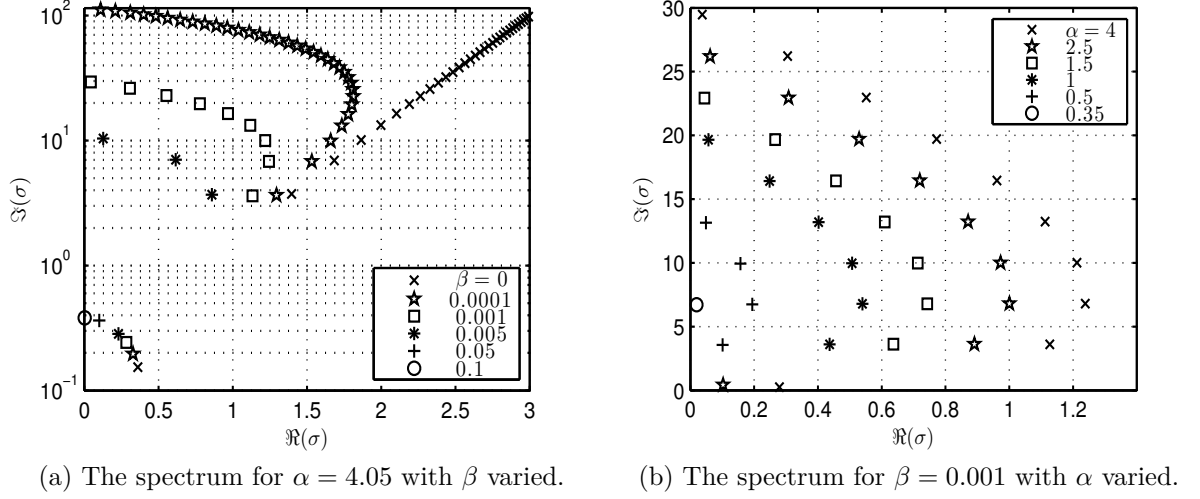 10^2
10^1
10^0
10^{-1}
ℑ(σ)
0 0.5 1 1.5 2 2.5 3
ℜ(σ)
β = 0
0.0001
0.001
0.005
0.05
0.1
(a) The spectrum for α = 4.05 with β varied.
30
25
20
15
10
5
0
ℑ(σ)
0 0.2 0.4 0.6 0.8 1 1.2
ℜ(σ)
α = 4
2.5
1.5
1
0.5
0.35
(b) The spectrum for β = 0.001 with α varied.